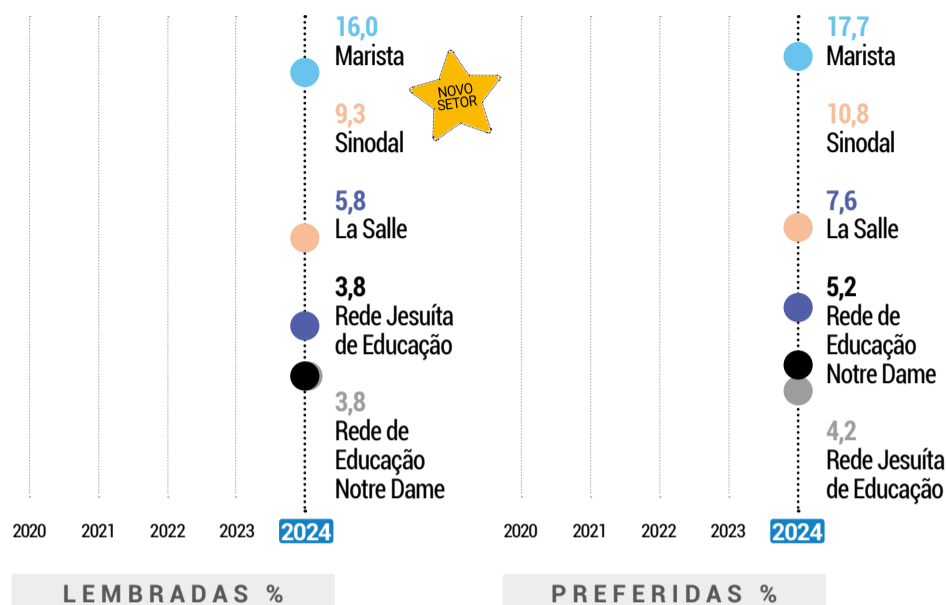 16,0
Marista
9,3
Sinodal
5,8
La Salle
3,8
Rede Jesuíta
de Educação
3,8
Rede de
Educação
Notre Dame
2020
2021
2022
2023
2024
LEMBRADAS %
NOVO
SETOR
17,7
Marista
10,8
Sinodal
7,6
La Salle
5,2
Rede de
Educação
Notre Dame
4,2
Rede Jesuíta
de Educação
2020
2021
2022
2023
2024
PREFERIDAS %